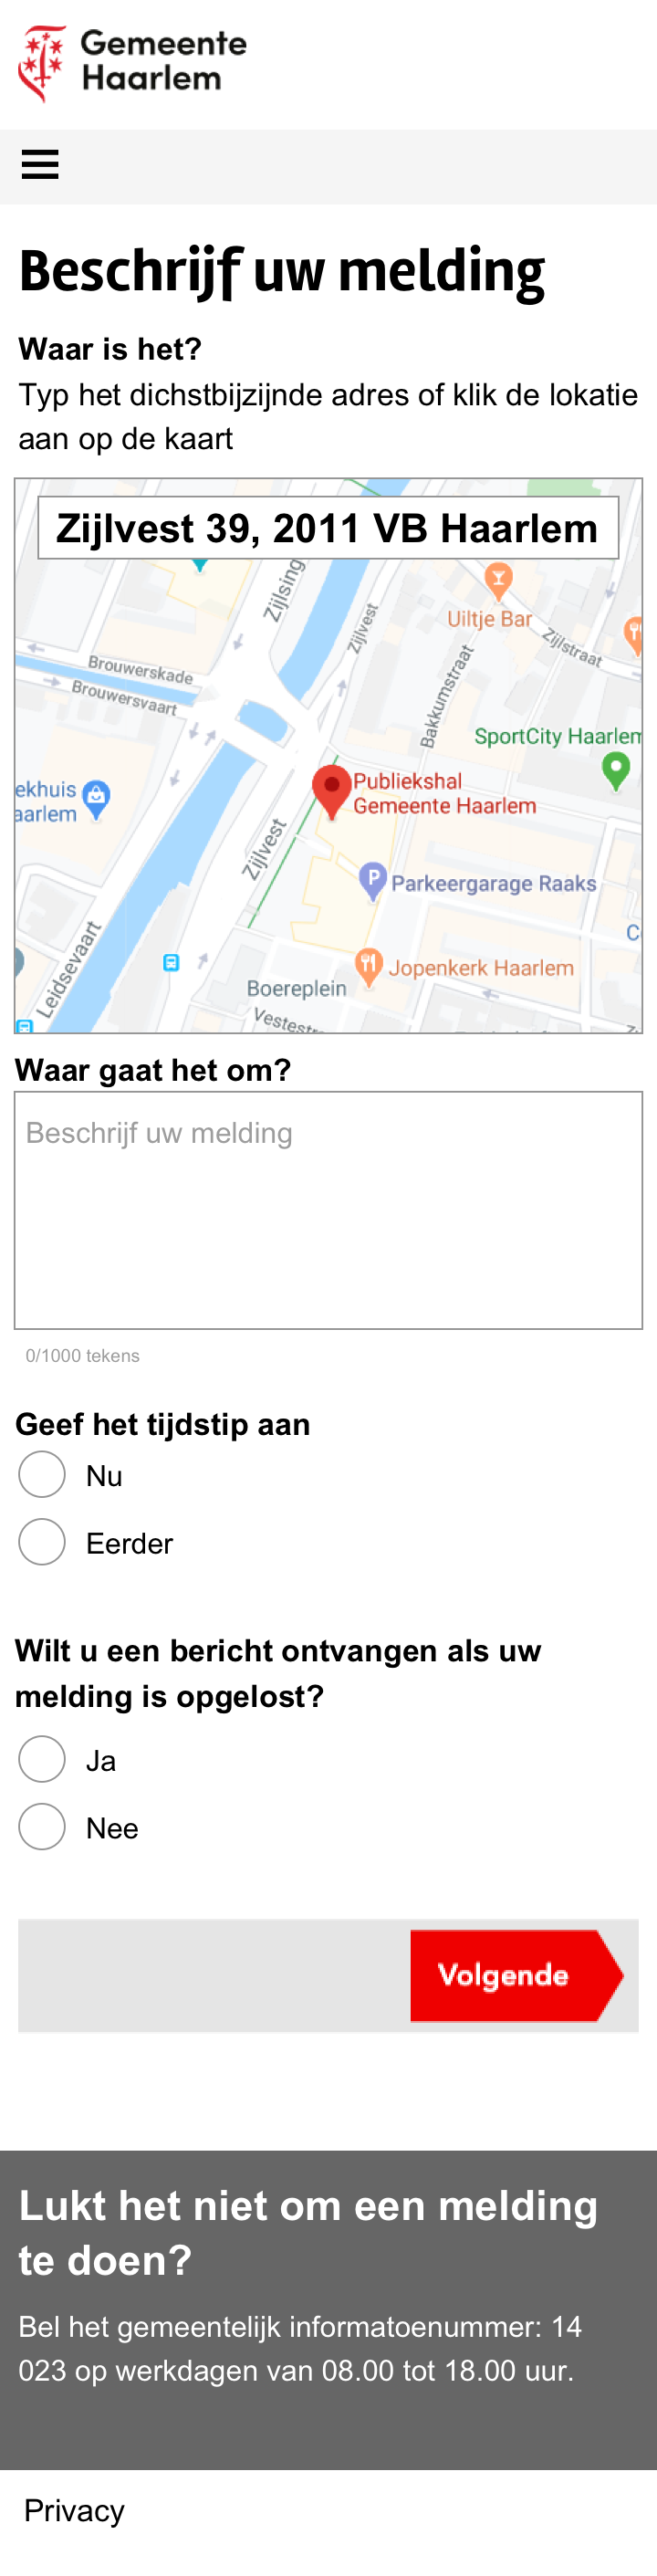 Gemeente
Haarlem
Beschrijf uw melding
Waar is het?
Typ het dichstbijzijnde adres of klik de lokatie
aan op de kaart
Zijlvest 39, 2011 VB Haarlem
Zijlsing
Zijlvest
Uiltje Bar
Zijlstraat
Brouwerskade
Brouwersvaart
Bakkumstraat
SportCity Haarlem
ekhuis
aarlem
Publiekshal
Gemeente Haarlem
Zijlvest
P
Parkeergarage Raaks
Leidsevaart
Jopenkerk Haarlem
Boereplein
Vestestr
Waar gaat het om?
Beschrijf uw melding
0/1000 tekens
Geef het tijdstip aan
Nu
Eerder
Wilt u een bericht ontvangen als uw
melding is opgelost?
Ja
Nee
Volgende
Lukt het niet om een melding
te doen?
Bel het gemeentelijk informatoenummer: 14
023 op werkdagen van 08.00 tot 18.00 uur.
Privacy